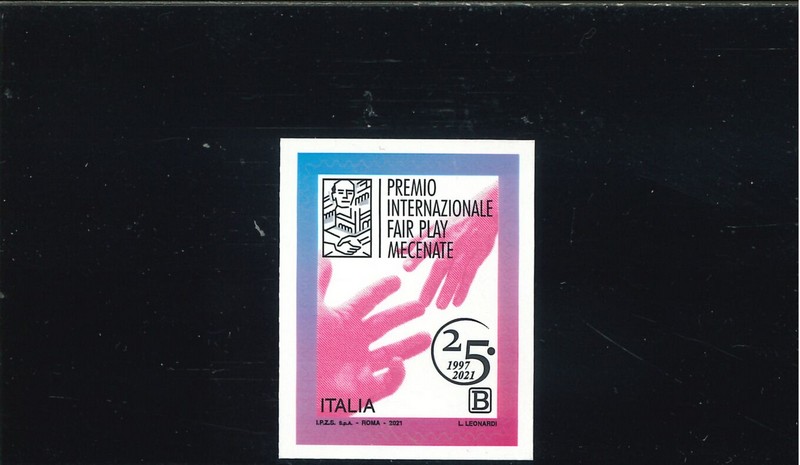 PREMIO
INTERNAZIONALE
FAIR PLAY
MECENATE
25°
1997
2021
ITALIA
B
I.P.Z.S. S.p.A. - ROMA - 2021
L. LEONARDI